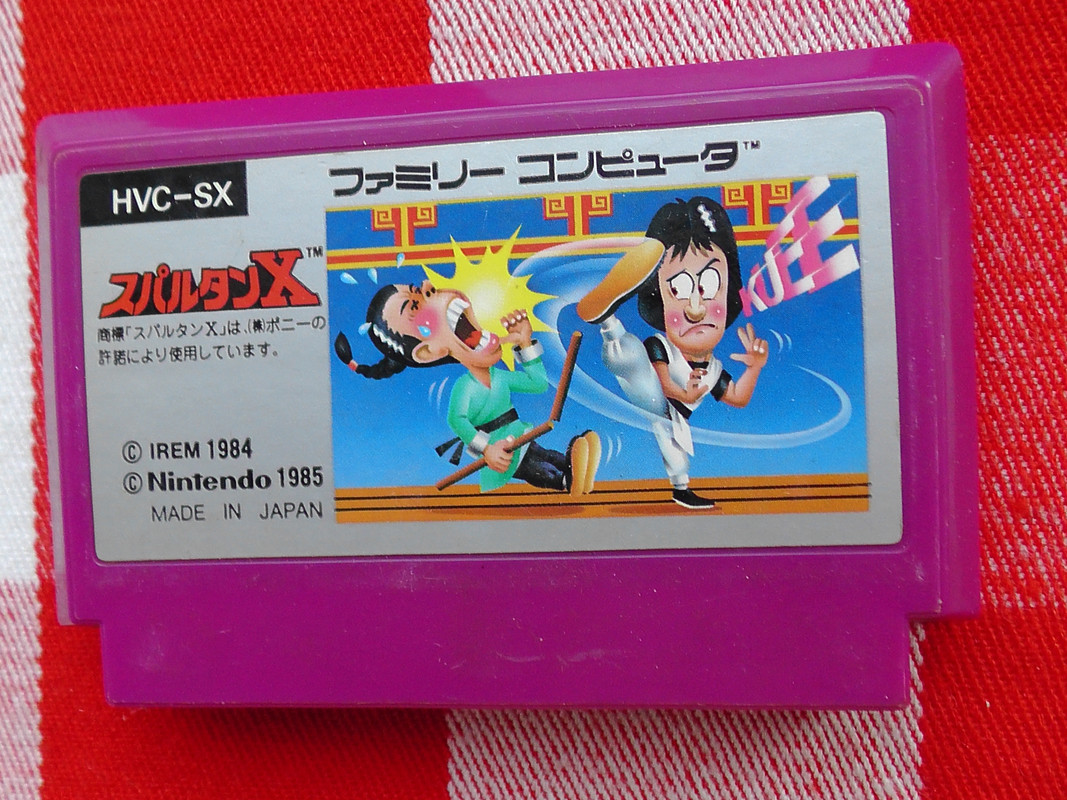 HVC-SX
ファミリー コンピュータ™
スパルタンX™
商標「スパルタンX」は、(株)ポニーの
許諾により使用しています。
© IREM 1984
© Nintendo 1985
MADE IN JAPAN
KUEEE